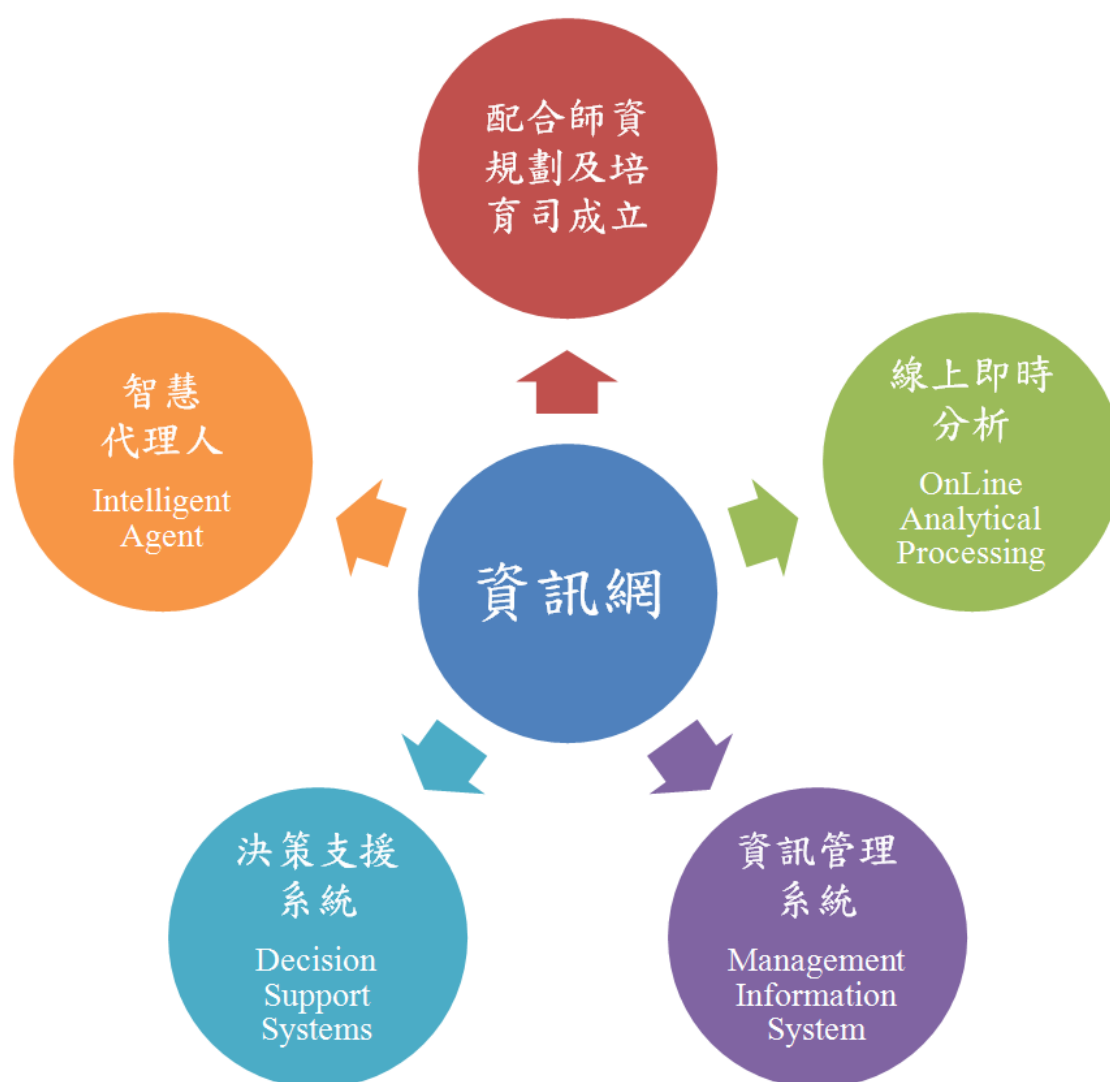 配合師資
規劃及培
育司成立
智慧
代理人
Intelligent
Agent
線上即時
分析
OnLine
Analytical
Processing
資訊網
決策支援
系統
Decision
Support
Systems
資訊管理
系統
Management
Information
System